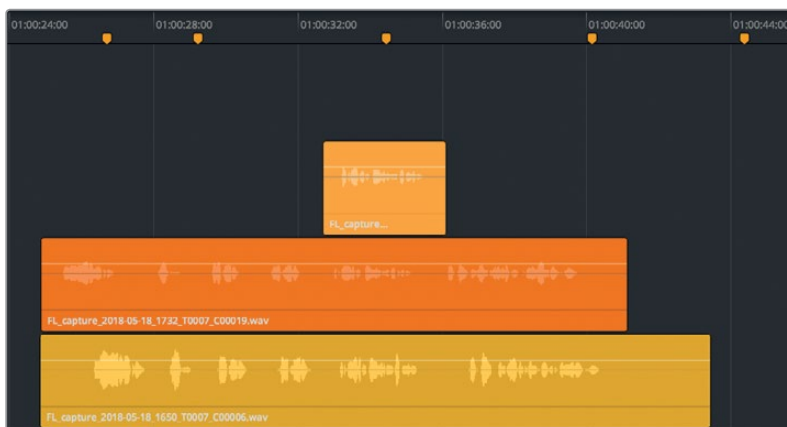 01:00:24:00 01:00:28:00 01:00:32:00 01:00:36:00 01:00:40:00 01:00:44:00
FL_capture...
FL_capture_2018-05-18_1732_T0007_C00019.wav
FL_capture_2018-05-18_1650_T0007_C00006.wav